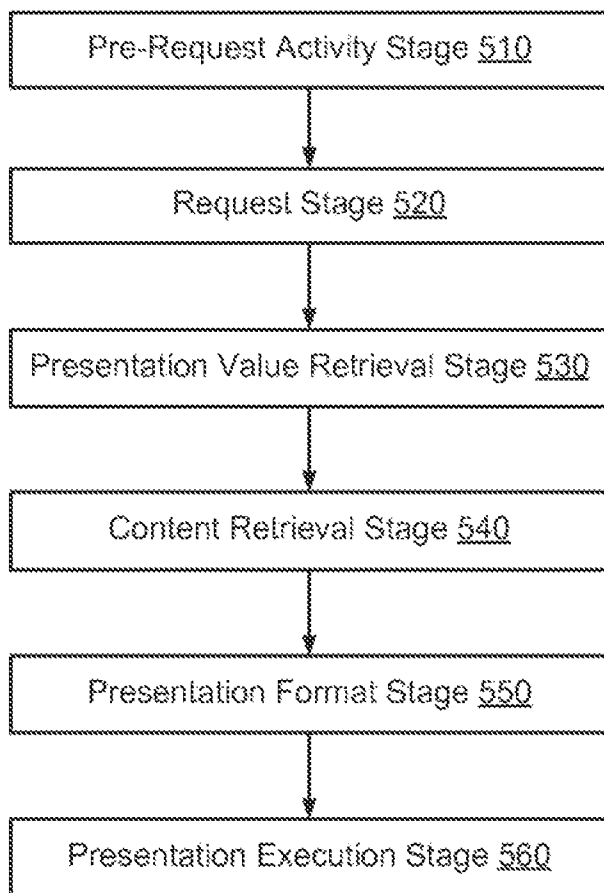 Pre-Request Activity Stage 510
Request Stage 520
Presentation Value Retrieval Stage 530
Content Retrieval Stage 540
Presentation Format Stage 550
Presentation Execution Stage 560